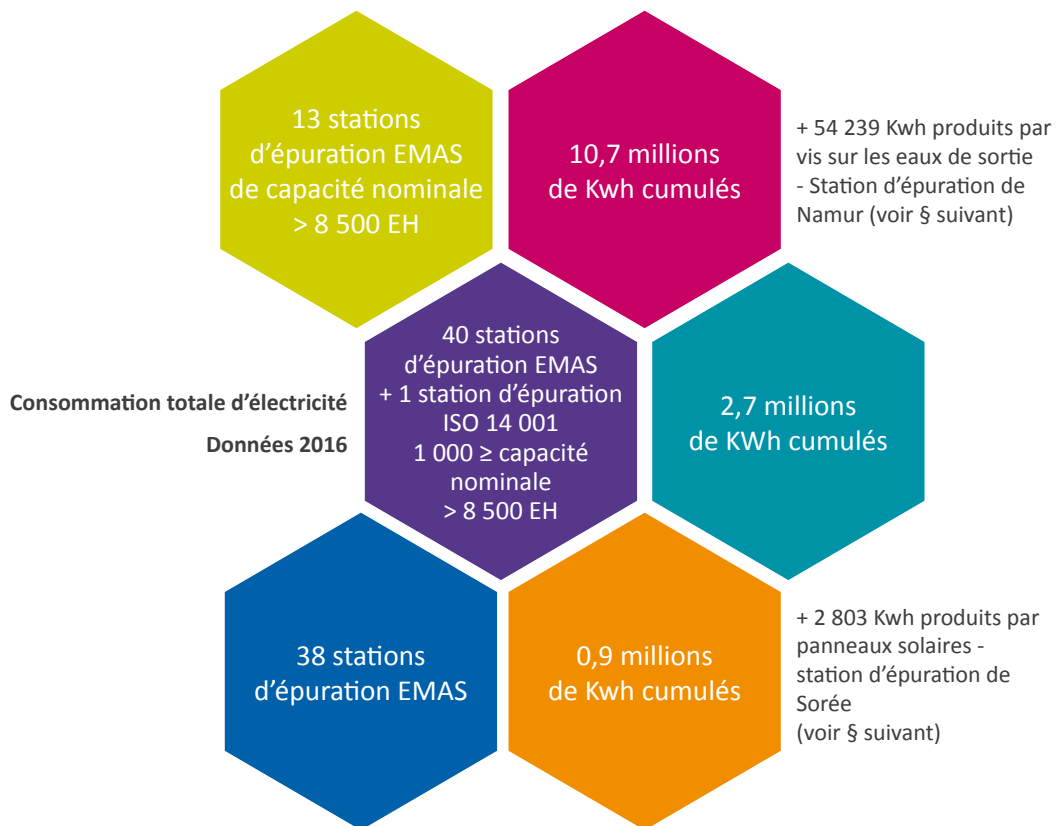 13 stations
d'épuration EMAS
de capacité nominale
> 8 500 EH
10,7 millions
de Kwh cumulés
+ 54 239 Kwh produits par
vis sur les eaux de sortie
- Station d'épuration de
Namur (voir § suivant)
Consommation totale d'électricité
Données 2016
40 stations
d'épuration EMAS
+ 1 station d'épuration
ISO 14 001
1 000 ≥ capacité
nominale
> 8 500 EH
2,7 millions
de KWh cumulés
38 stations
d'épuration EMAS
0,9 millions
de Kwh cumulés
+ 2 803 Kwh produits par
panneaux solaires -
station d'épuration de
Sorée
(voir § suivant)